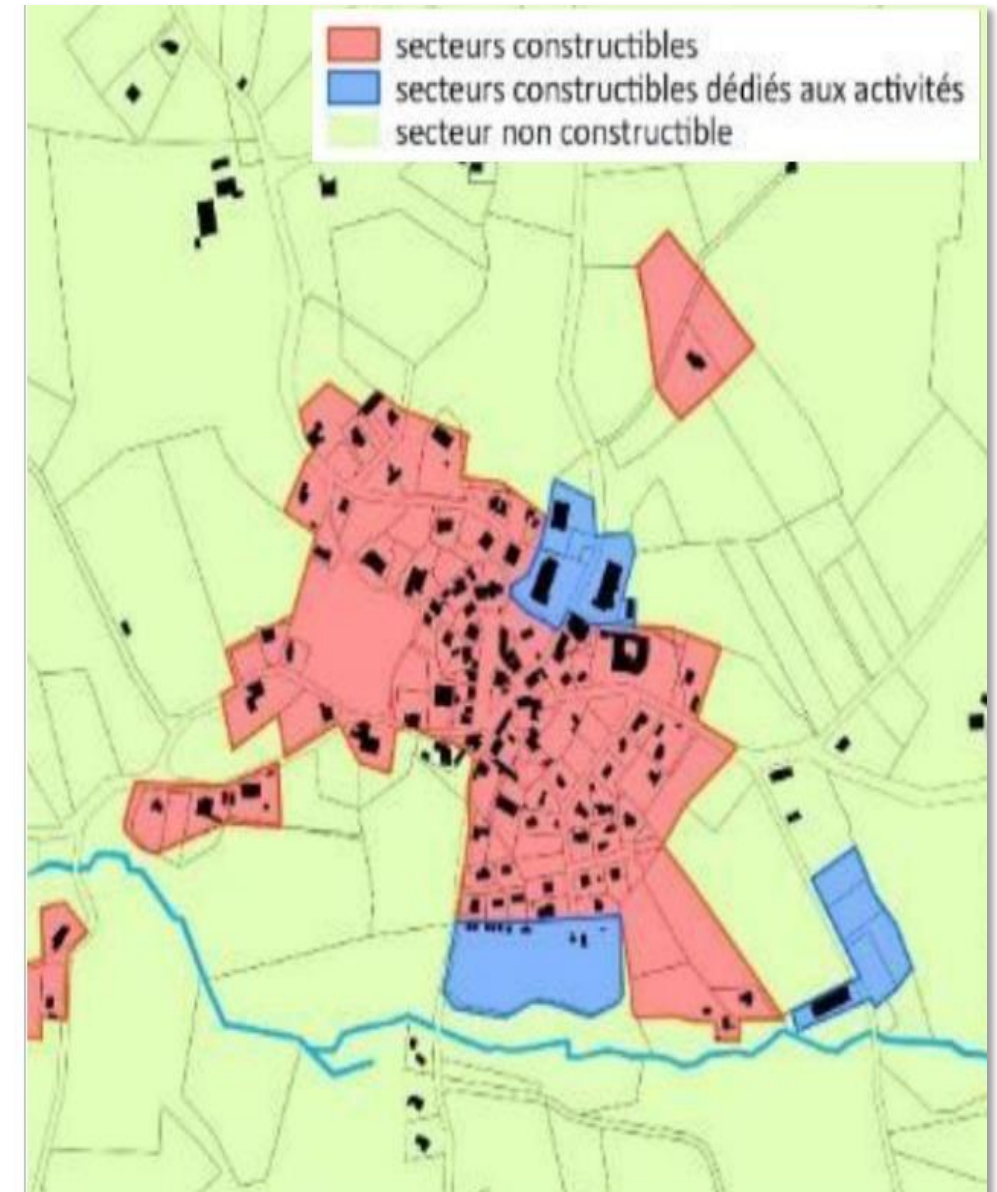 secteurs constructibles
secteurs constructibles dédiés aux activités
secteur non constructible